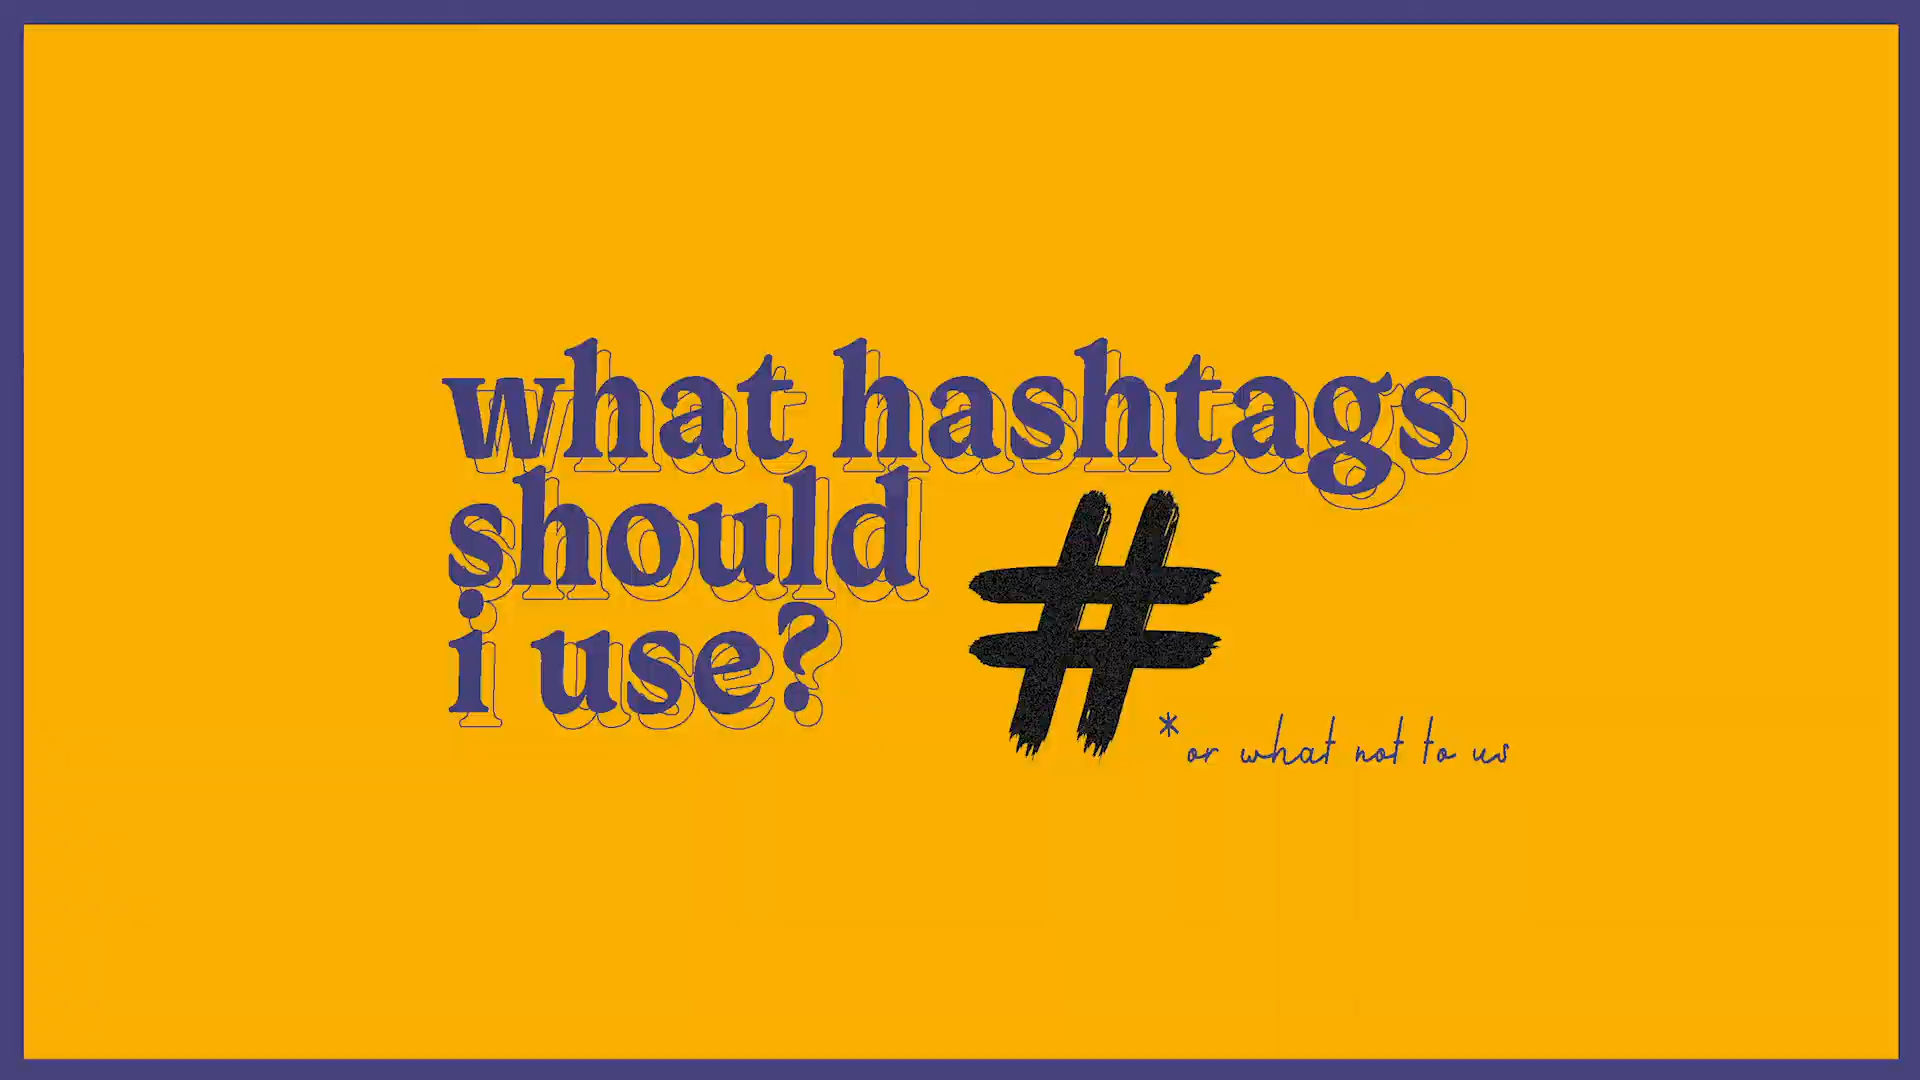 what hashtags
should
i use?
#
*or what not to us